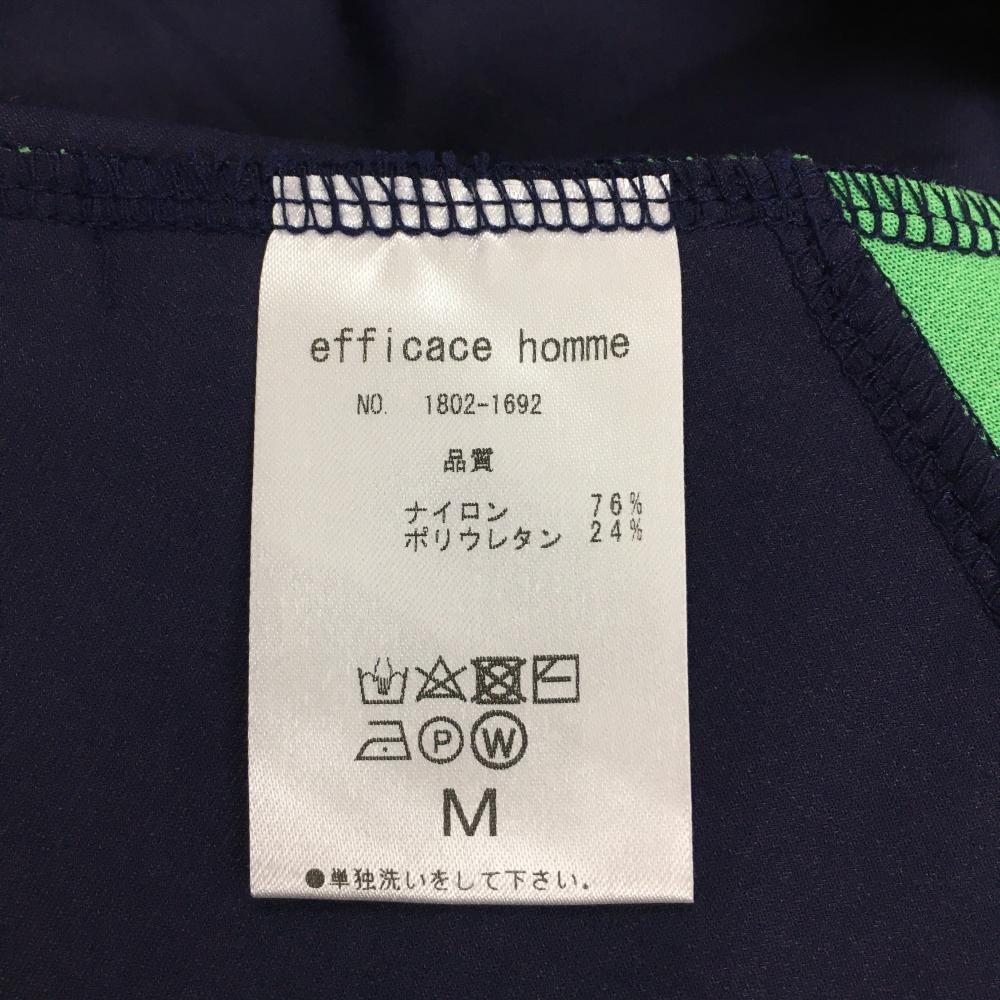 efficace homme
NO. 1802-1692
品質
ナイロン 76%
ポリウレタン 24%
P W
M
●単独洗いをして下さい.